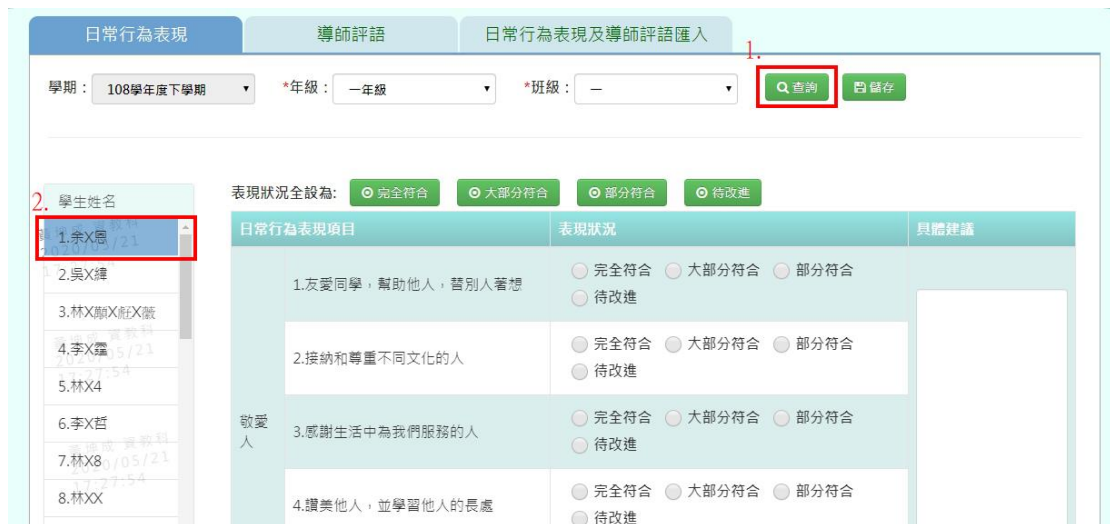 日常行為表現 導師評語 日常行為表現及導師評語匯入
1.
學期： 108學年度下學期 *年級： 一年級 *班級： 一 查詢 儲存
2. 學生姓名 表現狀況全設為: 完全符合 大部分符合 部分符合 待改進
日常行為表現項目 表現狀況 具體建議
1.余X恩
2.吳X緯
4.李X霾
5.林X4
6.李X哲
7.林X8
8.林XX
敬愛人
1.友愛同學，幫助他人，替別人著想
完全符合 大部分符合 部分符合
待改進
2.接納和尊重不同文化的人
完全符合 大部分符合 部分符合
待改進
3.感謝生活中為我們服務的人
完全符合 大部分符合 部分符合
待改進
4.讚美他人，並學習他人的長處
完全符合 大部分符合 部分符合
待改進
2020/05/21
17:27:54